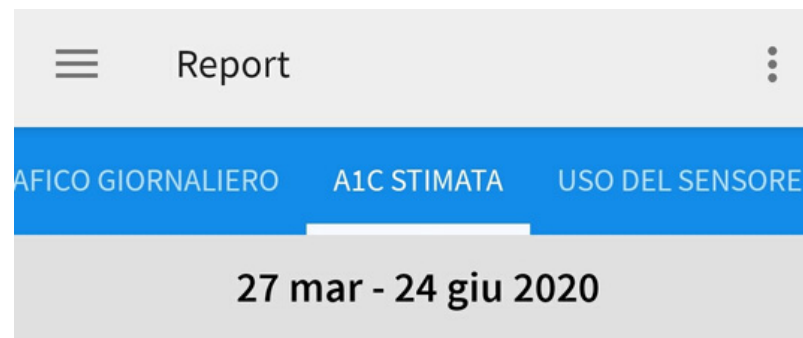 Report
AFICO GIORNALIERO A1C STIMATA USO DEL SENSORE
27 mar - 24 giu 2020